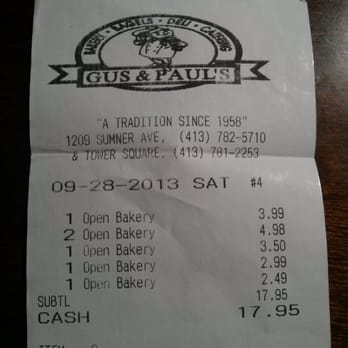 BAKERY • BAGELS • DELI • CATERING
GUS & PAUL'S
"A TRADITION SINCE 1958"
1209 SUMNER AVE, (413) 782-5710
& TOWER SQUARE, (413) 781-2253
09-28-2013 SAT #4
1 Open Bakery 3.99
2 Open Bakery 4.98
1 Open Bakery 3.50
1 Open Bakery 2.99
1 Open Bakery 2.49
SUBTL 17.95
CASH 17.95